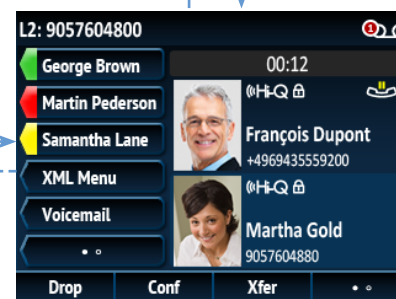 L2: 9057604800
1
George Brown
00:12
Martin Pederson
Hi-Q
Samantha Lane
François Dupont
+4969435559200
XML Menu
Hi-Q
Voicemail
Martha Gold
9057604880
Drop Conf Xfer